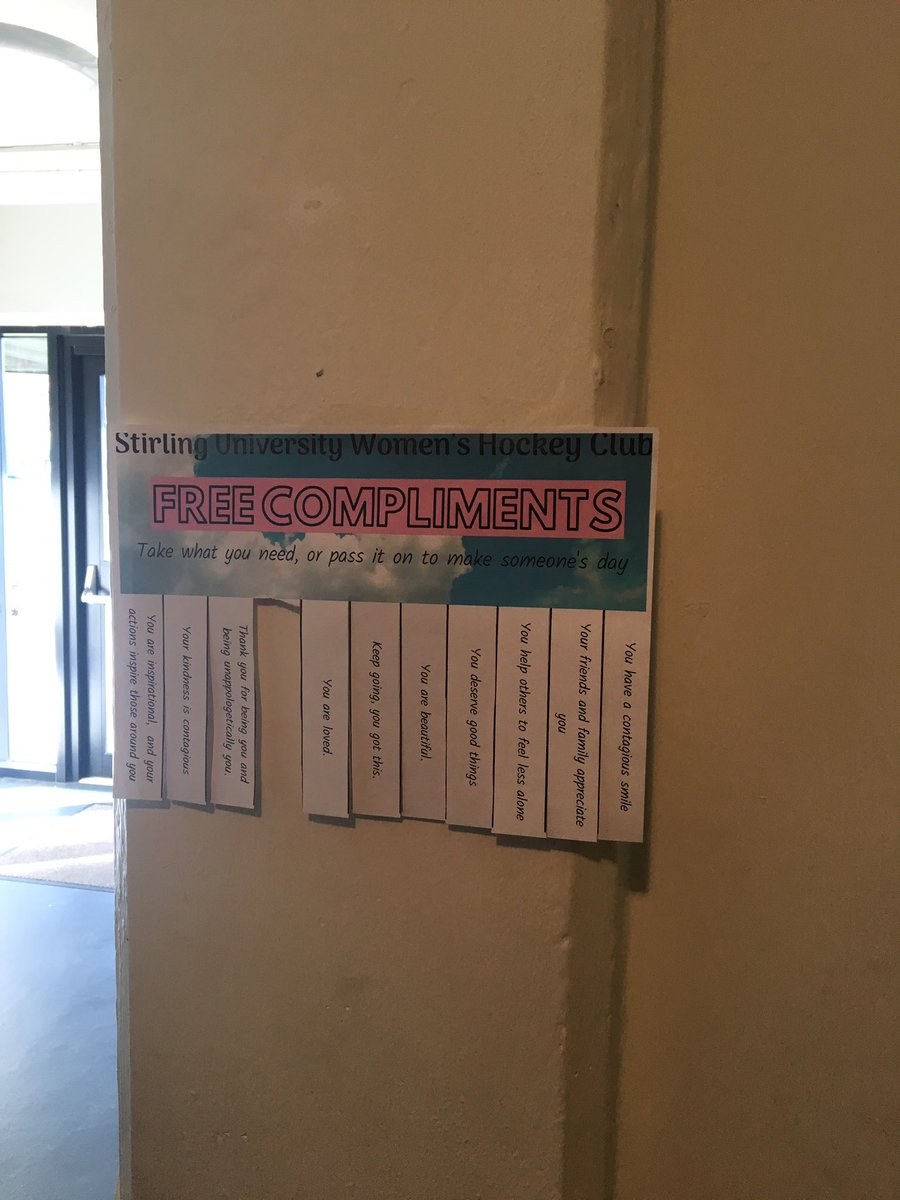 Stirling University Women's Hockey Club
FREE COMPLIMENTS
Take what you need, or pass it on to make someone's day
You are inspirational, and your
actions inspire those around you
Your kindness is contagious
Thank you for being you and
being unappologetically you.
You are loved.
Keep going, you got this.
You are beautiful.
You deserve good things
You help others to feel less alone
Your friends and family appreciate
you
You have a contagious smile